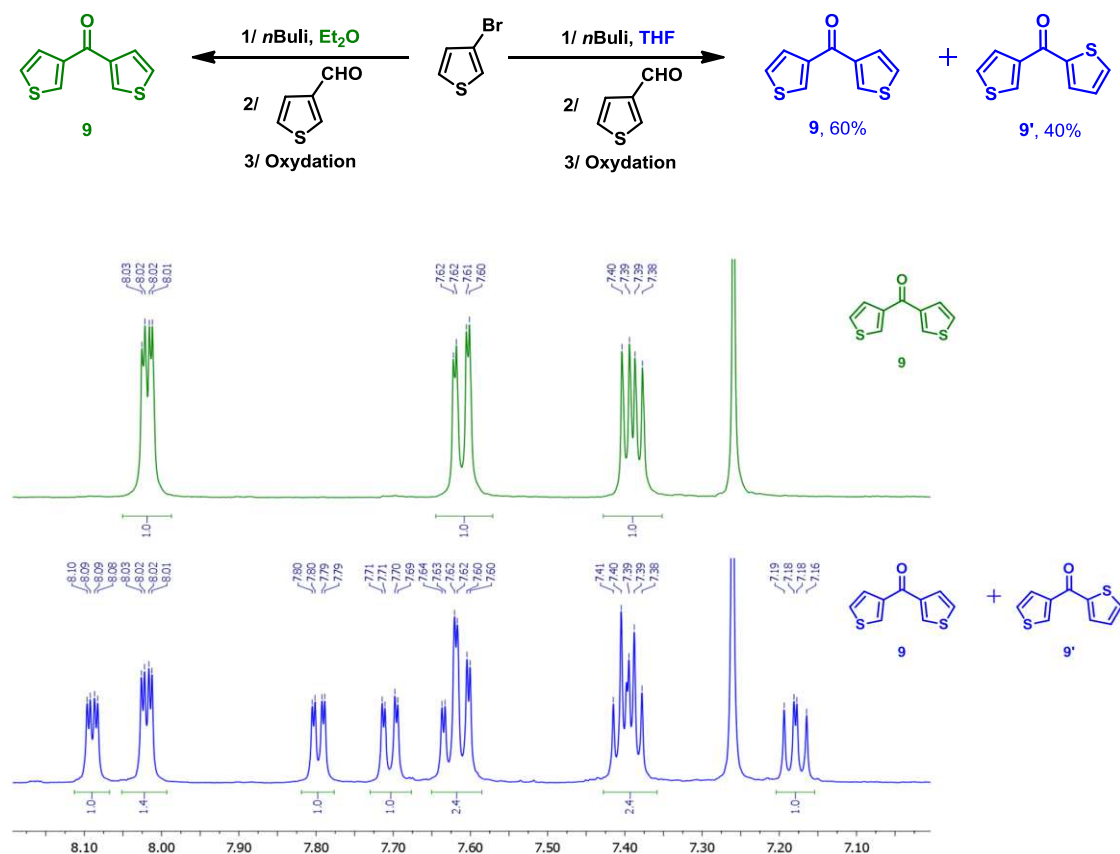 O
S
S
9
1/ nBuli, Et2O
2/
CHO
S
3/ Oxydation
Br
S
1/ nBuli, THF
2/
CHO
S
3/ Oxydation
O
S
S
9, 60%
+
O
S
S
9', 40%
8.03
8.02
8.02
8.01
7.62
7.62
7.61
7.60
7.40
7.39
7.39
7.38
O
S
S
9
1.0
1.0
1.0
8.10
8.09
8.09
8.08
8.03
8.02
8.02
8.01
7.80
7.80
7.79
7.79
7.71
7.71
7.70
7.69
7.64
7.63
7.62
7.62
7.60
7.60
7.41
7.40
7.39
7.39
7.38
7.19
7.18
7.18
7.16
O
S
S
9
+
O
S
S
9'
1.0
1.4
1.0
1.0
2.4
2.4
1.0
8.10 8.00 7.90 7.80 7.70 7.60 7.50 7.40 7.30 7.20 7.10